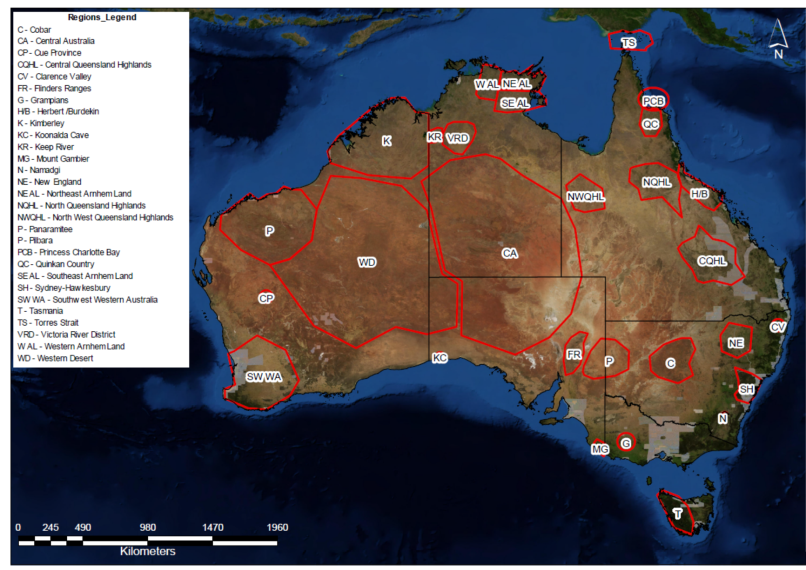 Regions_Legend
C - Cobar
CA - Central Australia
CP - Cue Province
CQHL - Central Queensland Highlands
CV - Clarence Valley
FR - Flinders Ranges
G - Grampians
H/B - Herbert /Burdekin
K - Kimberley
KC - Koonalda Cave
KR - Keep River
MG - Mount Gambier
N - Namadgi
NE - New England
NE AL - Northeast Arnhem Land
NQHL - North Queensland Highlands
NWQHL - North West Queensland Highlands
P - Panaramitee
P - Pilbara
PCB - Princess Charlotte Bay
QC - Quinkan Country
SE AL - Southeast Arnhem Land
SH - Sydney-Hawkesbury
SW WA - Southwest Western Australia
T - Tasmania
TS - Torres Strait
VRD - Victoria River District
W AL - Western Arnhem Land
WD - Western Desert
TS
N
W AL
NE AL
SE AL
PCB
QC
K
KR
VRD
NQHL
H/B
NWQHL
P
WD
CA
CQHL
CP
CV
NE
KC
FR
P
C
SW WA
SH
N
MG
G
T
0 245 490 980 1470 1960
Kilometers